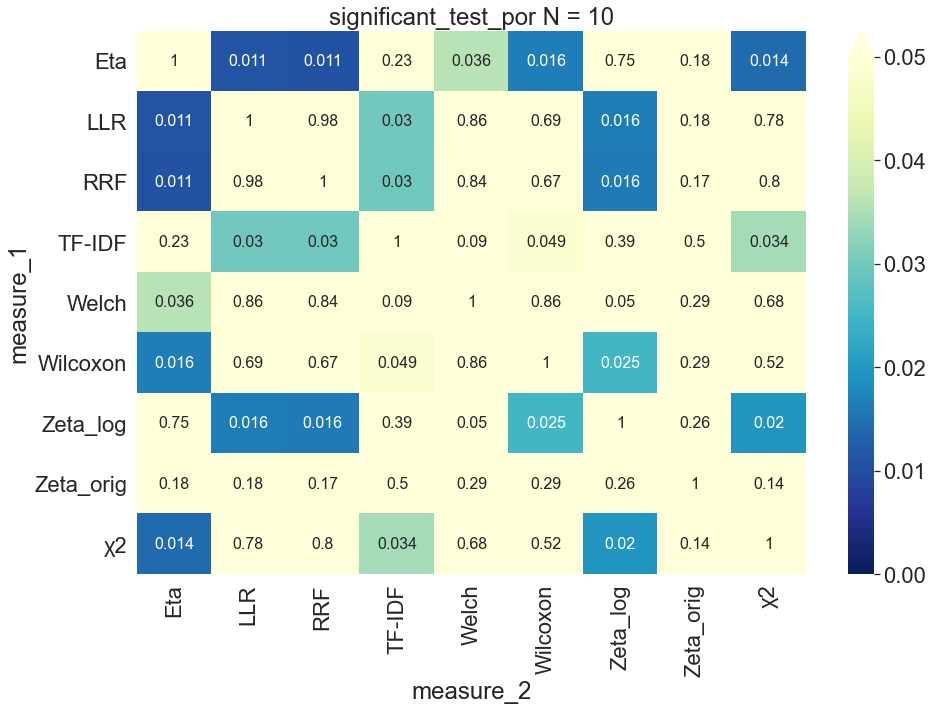 significant_test_por N = 10
measure_1
Eta 1 0.011 0.011 0.23 0.036 0.016 0.75 0.18 0.014
LLR 0.011 1 0.98 0.03 0.86 0.69 0.016 0.18 0.78
RRF 0.011 0.98 1 0.03 0.84 0.67 0.016 0.17 0.8
TF-IDF 0.23 0.03 0.03 1 0.09 0.049 0.39 0.5 0.034
Welch 0.036 0.86 0.84 0.09 1 0.86 0.05 0.29 0.68
Wilcoxon 0.016 0.69 0.67 0.049 0.86 1 0.025 0.29 0.52
Zeta_log 0.75 0.016 0.016 0.39 0.05 0.025 1 0.26 0.02
Zeta_orig 0.18 0.18 0.17 0.5 0.29 0.29 0.26 1 0.14
χ2 0.014 0.78 0.8 0.034 0.68 0.52 0.02 0.14 1
Eta LLR RRF TF-IDF Welch Wilcoxon Zeta_log Zeta_orig χ2
measure_2
0.05
0.04
0.03
0.02
0.01
0.00